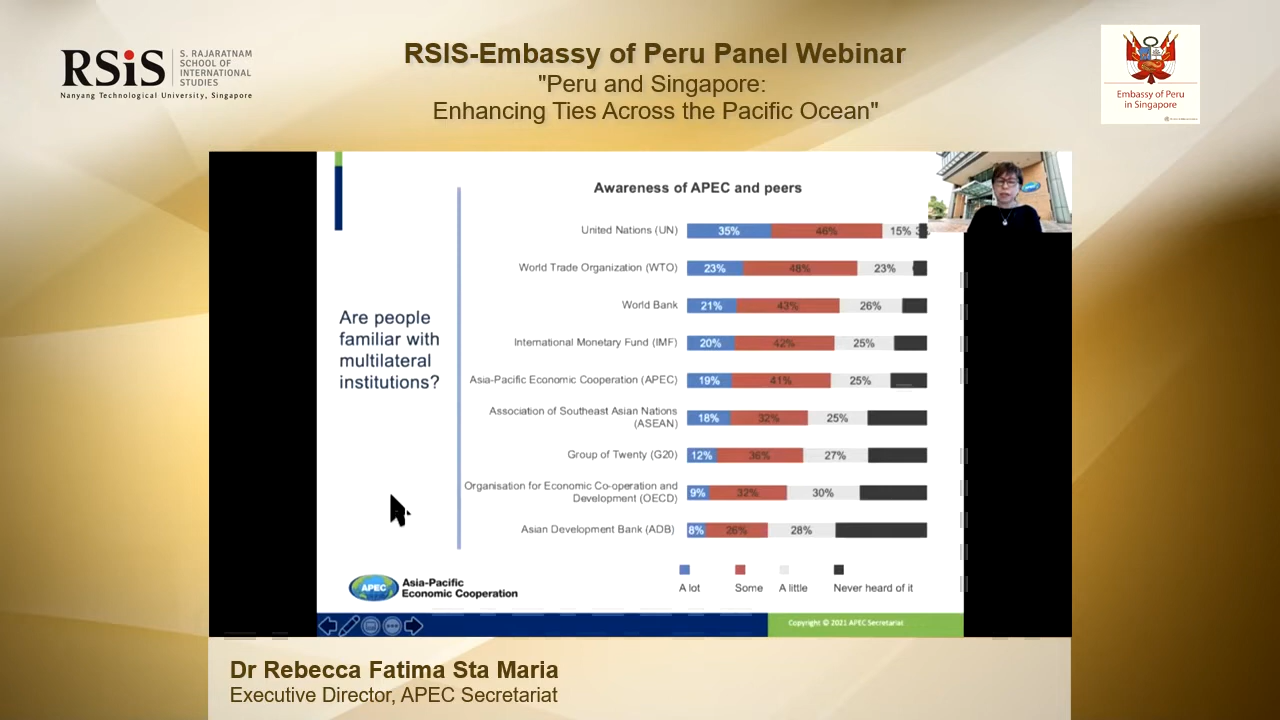 RSIS
S. RAJARATNAM
SCHOOL OF
INTERNATIONAL
STUDIES
Nanyang Technological University, Singapore
RSIS-Embassy of Peru Panel Webinar
"Peru and Singapore:
Enhancing Ties Across the Pacific Ocean"
Embassy of Peru
in Singapore
Awareness of APEC and peers
Are people
familiar with
multilateral
institutions?
United Nations (UN) 35% 46% 15%
World Trade Organization (WTO) 23% 48% 23%
World Bank 21% 43% 26%
International Monetary Fund (IMF) 20% 42% 25%
Asia-Pacific Economic Cooperation (APEC) 19% 41% 25%
Association of Southeast Asian Nations
(ASEAN) 18% 32% 25%
Group of Twenty (G20) 12% 36% 27%
Organisation for Economic Co-operation and
Development (OECD) 9% 32% 30%
Asian Development Bank (ADB) 8% 26% 28%
A lot Some A little Never heard of it
APEC
Asia-Pacific
Economic Cooperation
Copyright © 2021 APEC Secretariat
Dr Rebecca Fatima Sta Maria
Executive Director, APEC Secretariat